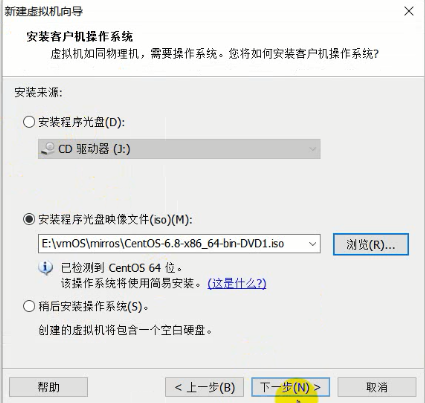 新建虚拟机向导
安装客户机操作系统
虚拟机如同物理机，需要操作系统。您将如何安装客户机操作系统?
安装来源:
安装程序光盘(D):
CD 驱动器 (J:)
安装程序光盘映像文件(iso)(M):
E:\vmOS\mirros\CentOS-6.8-x86_64-bin-DVD1.iso
浏览(R)...
已检测到 CentOS 64 位。
该操作系统将使用简易安装。 (这是什么?)
稍后安装操作系统(S)。
创建的虚拟机将包含一个空白硬盘。
帮助
< 上一步(B)
下一步(N) >
取消